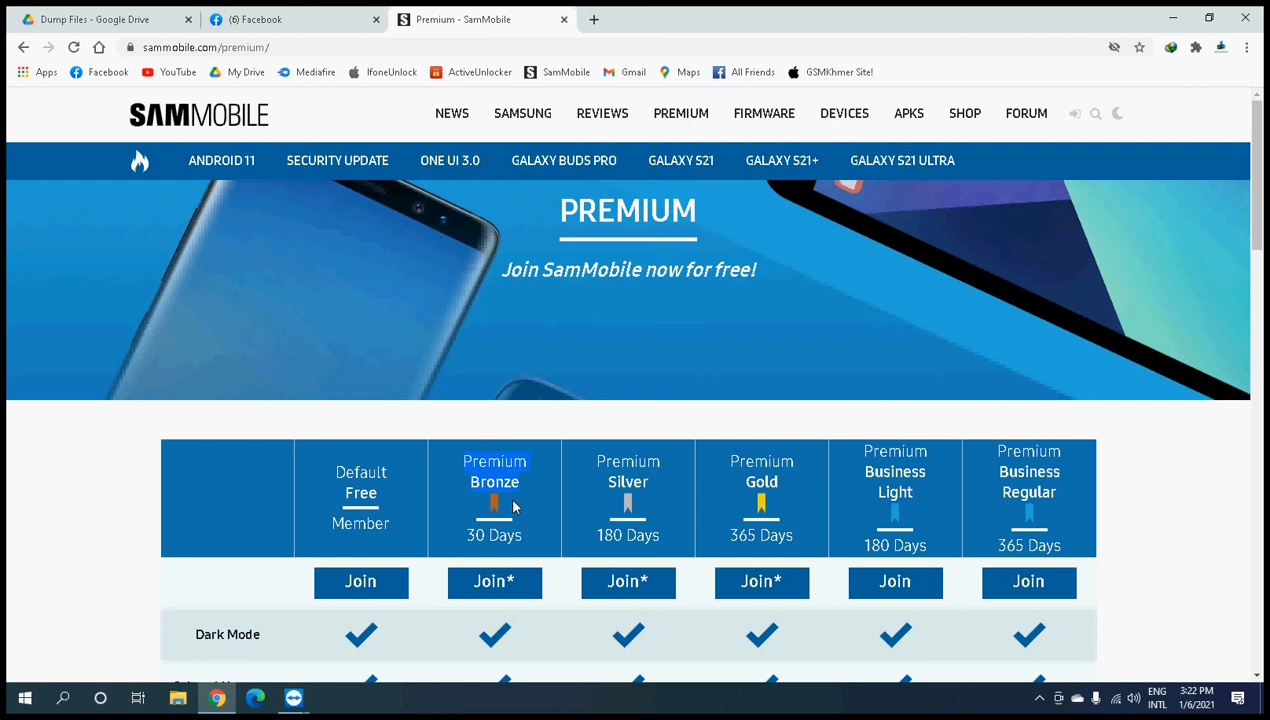 Dump Files - Google Drive
(6) Facebook
Premium - SamMobile
sammobile.com/premium/
Apps
Facebook
YouTube
My Drive
Mediafire
IfoneUnlock
ActiveUnlocker
SamMobile
Gmail
Maps
All Friends
GSMKhmer Site!
SAMMOBILE
NEWS
SAMSUNG
REVIEWS
PREMIUM
FIRMWARE
DEVICES
APKS
SHOP
FORUM
ANDROID 11
SECURITY UPDATE
ONE UI 3.0
GALAXY BUDS PRO
GALAXY S21
GALAXY S21+
GALAXY S21 ULTRA
PREMIUM
Join SamMobile now for free!
Default
Free
Member
Premium
Bronze
30 Days
Premium
Silver
180 Days
Premium
Gold
365 Days
Premium
Business
Light
180 Days
Premium
Business
Regular
365 Days
Join
Join*
Join*
Join*
Join
Join
Dark Mode
ENG
INTL
3:22 PM
1/6/2021